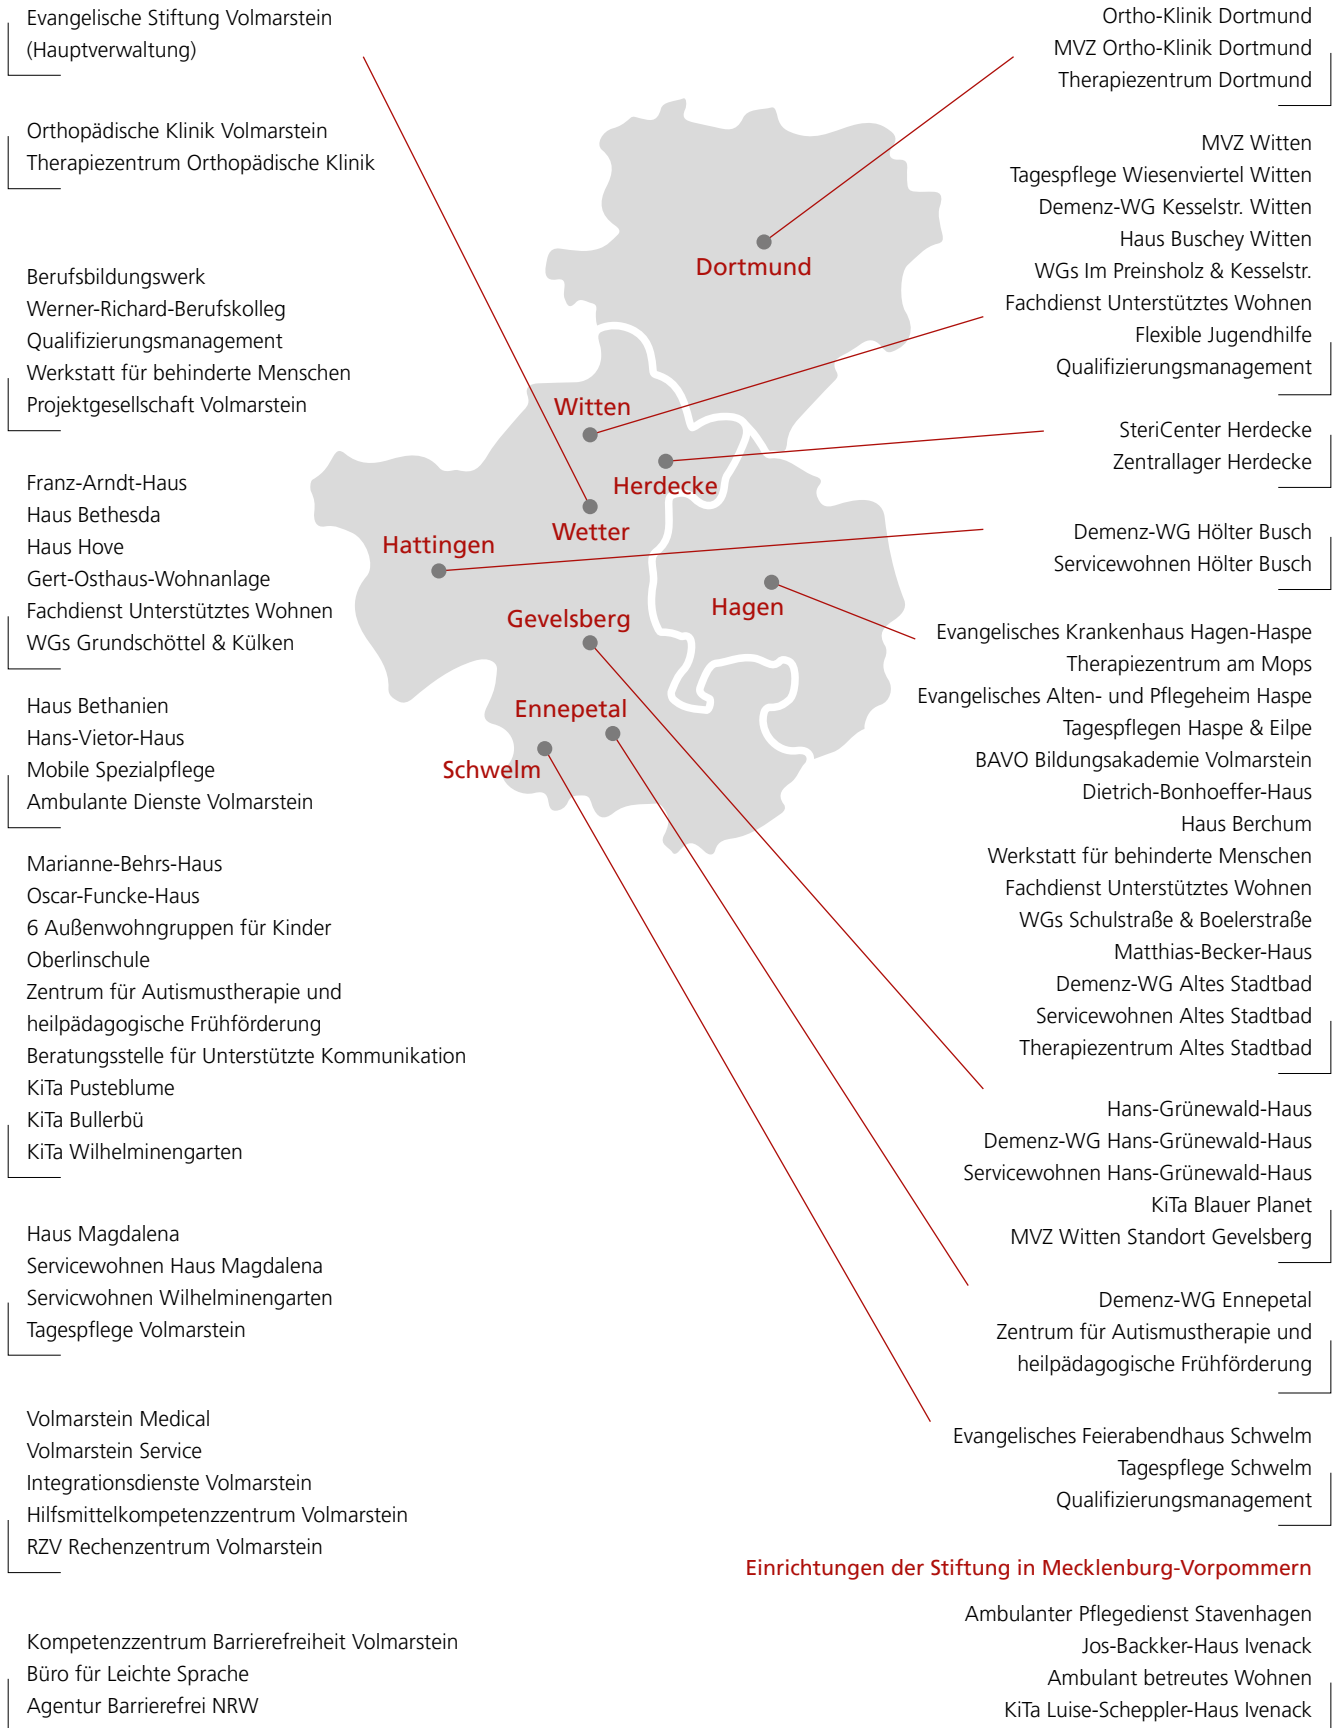 Evangelische Stiftung Volmarstein
(Hauptverwaltung)
Orthopädische Klinik Volmarstein
Therapiezentrum Orthopädische Klinik
Berufsbildungswerk
Werner-Richard-Berufskolleg
Qualifizierungsmanagement
Werkstatt für behinderte Menschen
Projektgesellschaft Volmarstein
Franz-Arndt-Haus
Haus Bethesda
Haus Hove
Gert-Osthaus-Wohnanlage
Fachdienst Unterstütztes Wohnen
WGs Grundschöttel & Külken
Haus Bethanien
Hans-Vietor-Haus
Mobile Spezialpflege
Ambulante Dienste Volmarstein
Marianne-Behrs-Haus
Oscar-Funcke-Haus
6 Außenwohngruppen für Kinder
Oberlinschule
Zentrum für Autismustherapie und
heilpädagogische Frühförderung
Beratungsstelle für Unterstützte Kommunikation
KiTa Pusteblume
KiTa Bullerbü
KiTa Wilhelminengarten
Haus Magdalena
Servicewohnen Haus Magdalena
Servicwohnen Wilhelminengarten
Tagespflege Volmarstein
Volmarstein Medical
Volmarstein Service
Integrationsdienste Volmarstein
Hilfsmittelkompetenzzentrum Volmarstein
RZV Rechenzentrum Volmarstein
Kompetenzzentrum Barrierefreiheit Volmarstein
Büro für Leichte Sprache
Agentur Barrierefrei NRW
Dortmund
Witten
Herdecke
Wetter
Hattingen
Hagen
Gevelsberg
Ennepetal
Schwelm
Ortho-Klinik Dortmund
MVZ Ortho-Klinik Dortmund
Therapiezentrum Dortmund
MVZ Witten
Tagespflege Wiesenviertel Witten
Demenz-WG Kesselstr. Witten
Haus Buschey Witten
WGs Im Preinsholz & Kesselstr.
Fachdienst Unterstütztes Wohnen
Flexible Jugendhilfe
Qualifizierungsmanagement
SteriCenter Herdecke
Zentrallager Herdecke
Demenz-WG Hölter Busch
Servicewohnen Hölter Busch
Evangelisches Krankenhaus Hagen-Haspe
Therapiezentrum am Mops
Evangelisches Alten- und Pflegeheim Haspe
Tagespflegen Haspe & Eilpe
BAVO Bildungsakademie Volmarstein
Dietrich-Bonhoeffer-Haus
Haus Berchum
Werkstatt für behinderte Menschen
Fachdienst Unterstütztes Wohnen
WGs Schulstraße & Boelerstraße
Matthias-Becker-Haus
Demenz-WG Altes Stadtbad
Servicewohnen Altes Stadtbad
Therapiezentrum Altes Stadtbad
Hans-Grünewald-Haus
Demenz-WG Hans-Grünewald-Haus
Servicewohnen Hans-Grünewald-Haus
KiTa Blauer Planet
MVZ Witten Standort Gevelsberg
Demenz-WG Ennepetal
Zentrum für Autismustherapie und
heilpädagogische Frühförderung
Evangelisches Feierabendhaus Schwelm
Tagespflege Schwelm
Qualifizierungsmanagement
Einrichtungen der Stiftung in Mecklenburg-Vorpommern
Ambulanter Pflegedienst Stavenhagen
Jos-Backker-Haus Ivenack
Ambulant betreutes Wohnen
KiTa Luise-Scheppler-Haus Ivenack